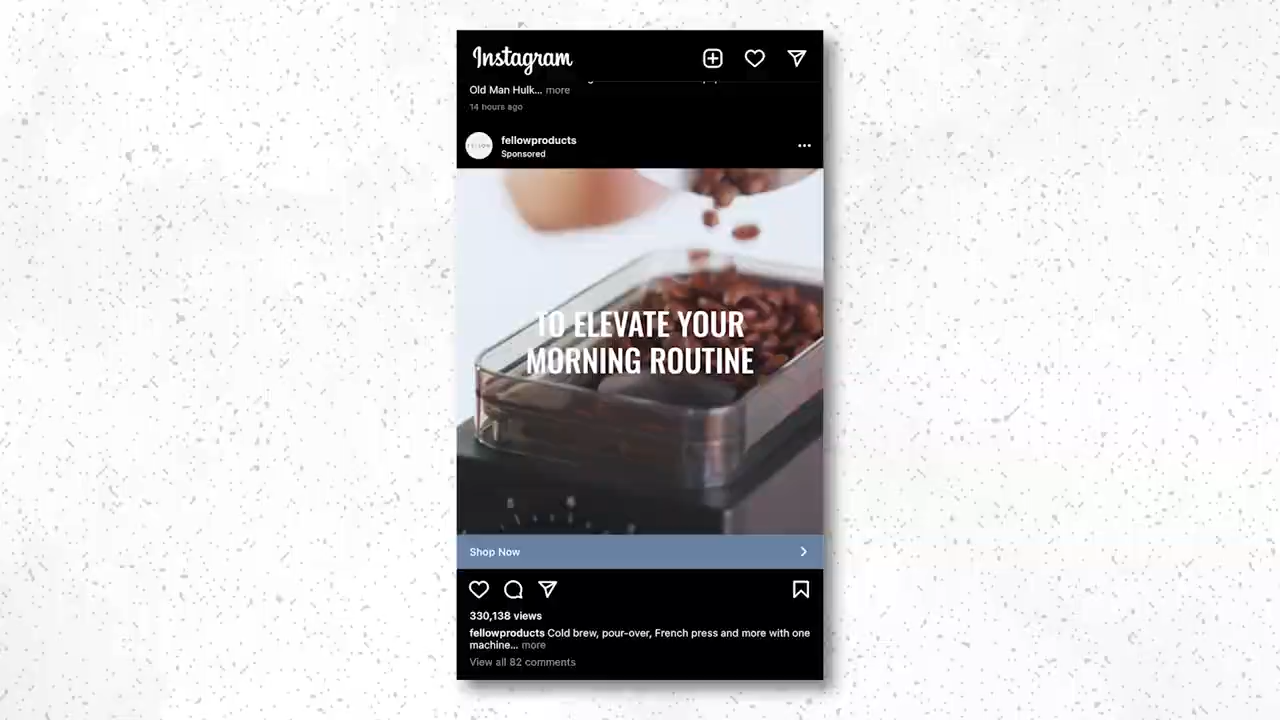 Instagram
Old Man Hulk... more
14 hours ago
FELLOW
fellowproducts
Sponsored
TO ELEVATE YOUR
MORNING ROUTINE
Shop Now
330,138 views
fellowproducts Cold brew, pour-over, French press and more with one
machine... more
View all 82 comments